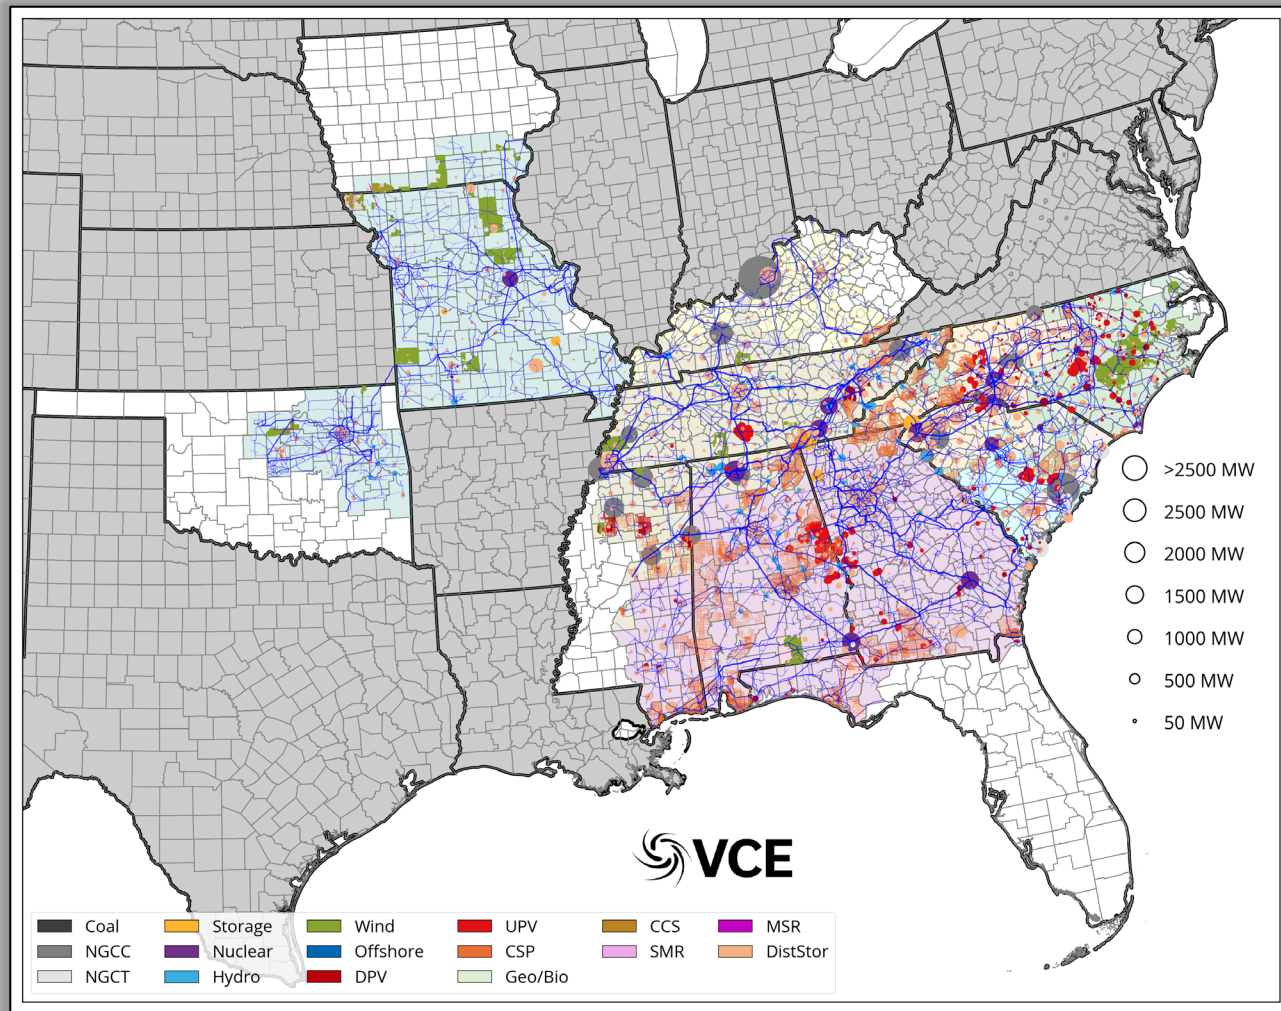 >2500 MW
2500 MW
2000 MW
1500 MW
1000 MW
500 MW
50 MW
VCE
Coal Storage Wind UPV CCS MSR
NGCC Nuclear Offshore CSP SMR DistStor
NGCT Hydro DPV Geo/Bio